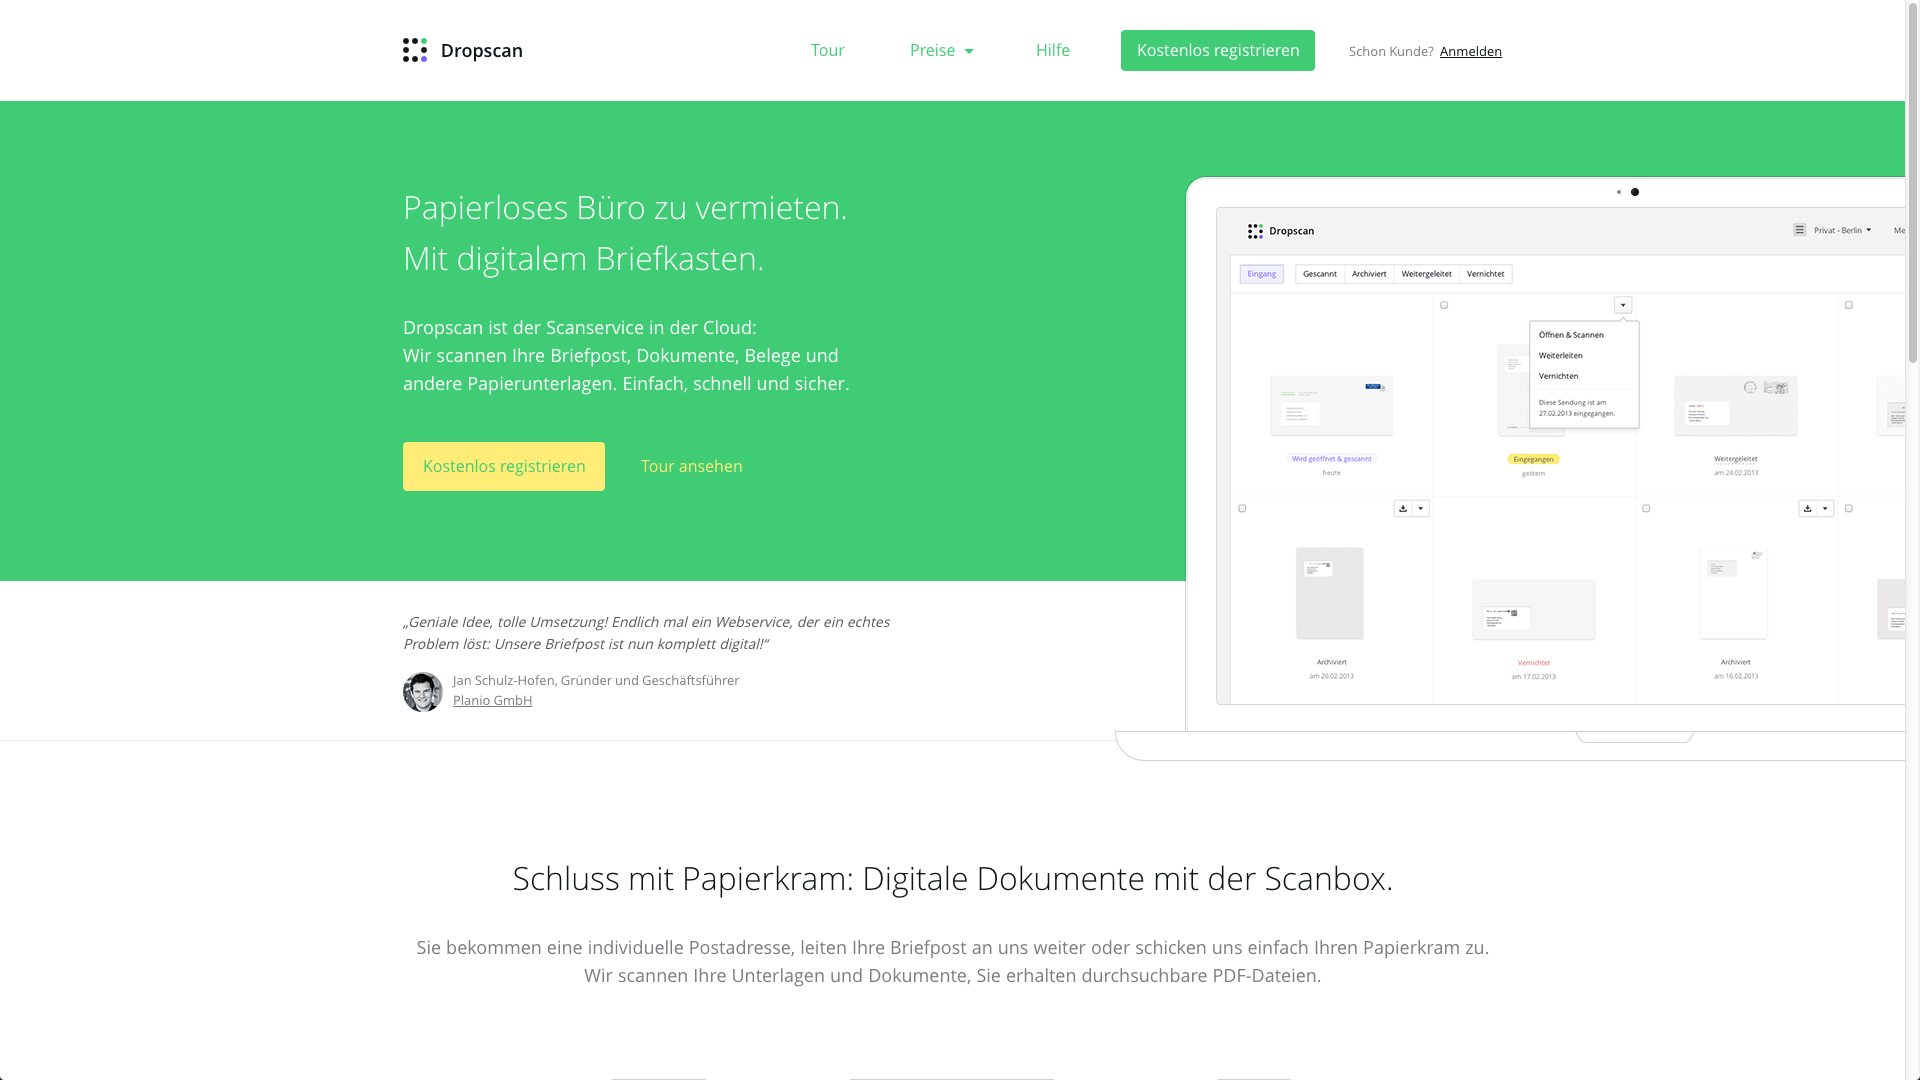 Dropscan
Tour
Preise
Hilfe
Kostenlos registrieren
Schon Kunde? Anmelden
Papierloses Büro zu vermieten.
Mit digitalem Briefkasten.
Dropscan ist der Scanservice in der Cloud:
Wir scannen Ihre Briefpost, Dokumente, Belege und
andere Papierunterlagen. Einfach, schnell und sicher.
Kostenlos registrieren
Tour ansehen
Dropscan
Privat - Berlin
Me
Eingang
Gescannt
Archiviert
Weitergeleitet
Vernichtet
Öffnen & Scannen
Weiterleiten
Vernichten
Diese Sendung ist am
27.02.2013 eingegangen.
Wird geöffnet & gescannt
heute
Eingegangen
gestern
Weitergeleitet
am 24.02.2013
Archiviert
am 20.02.2013
Vernichtet
am 17.02.2013
Archiviert
am 16.02.2013
„Geniale Idee, tolle Umsetzung! Endlich mal ein Webservice, der ein echtes
Problem löst: Unsere Briefpost ist nun komplett digital!“
Jan Schulz-Hofen, Gründer und Geschäftsführer
Planio GmbH
Schluss mit Papierkram: Digitale Dokumente mit der Scanbox.
Sie bekommen eine individuelle Postadresse, leiten Ihre Briefpost an uns weiter oder schicken uns einfach Ihren Papierkram zu.
Wir scannen Ihre Unterlagen und Dokumente, Sie erhalten durchsuchbare PDF-Dateien.